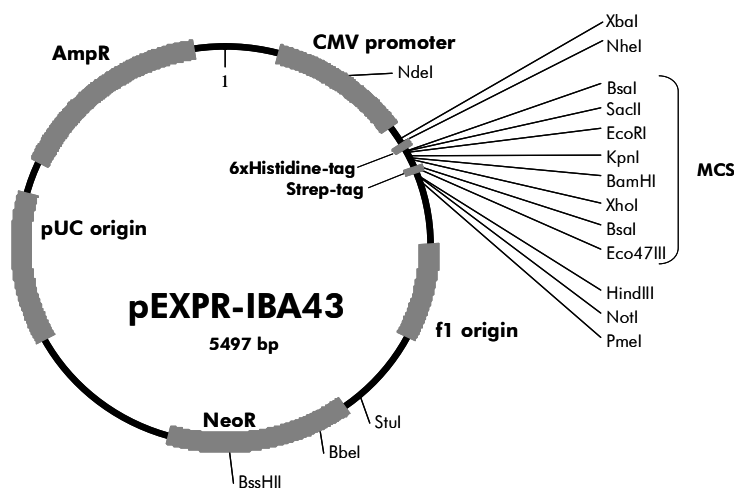 AmpR
CMV promoter
NdeI
1
XbaI
NheI
BsaI
SacII
EcoRI
KpnI
BamHI
XhoI
BsaI
Eco47III
MCS
6xHistidine-tag
Strep-tag
HindIII
NotI
PmeI
pUC origin
pEXPR-IBA43
5497 bp
f1 origin
NeoR
StuI
BbeI
BssHII